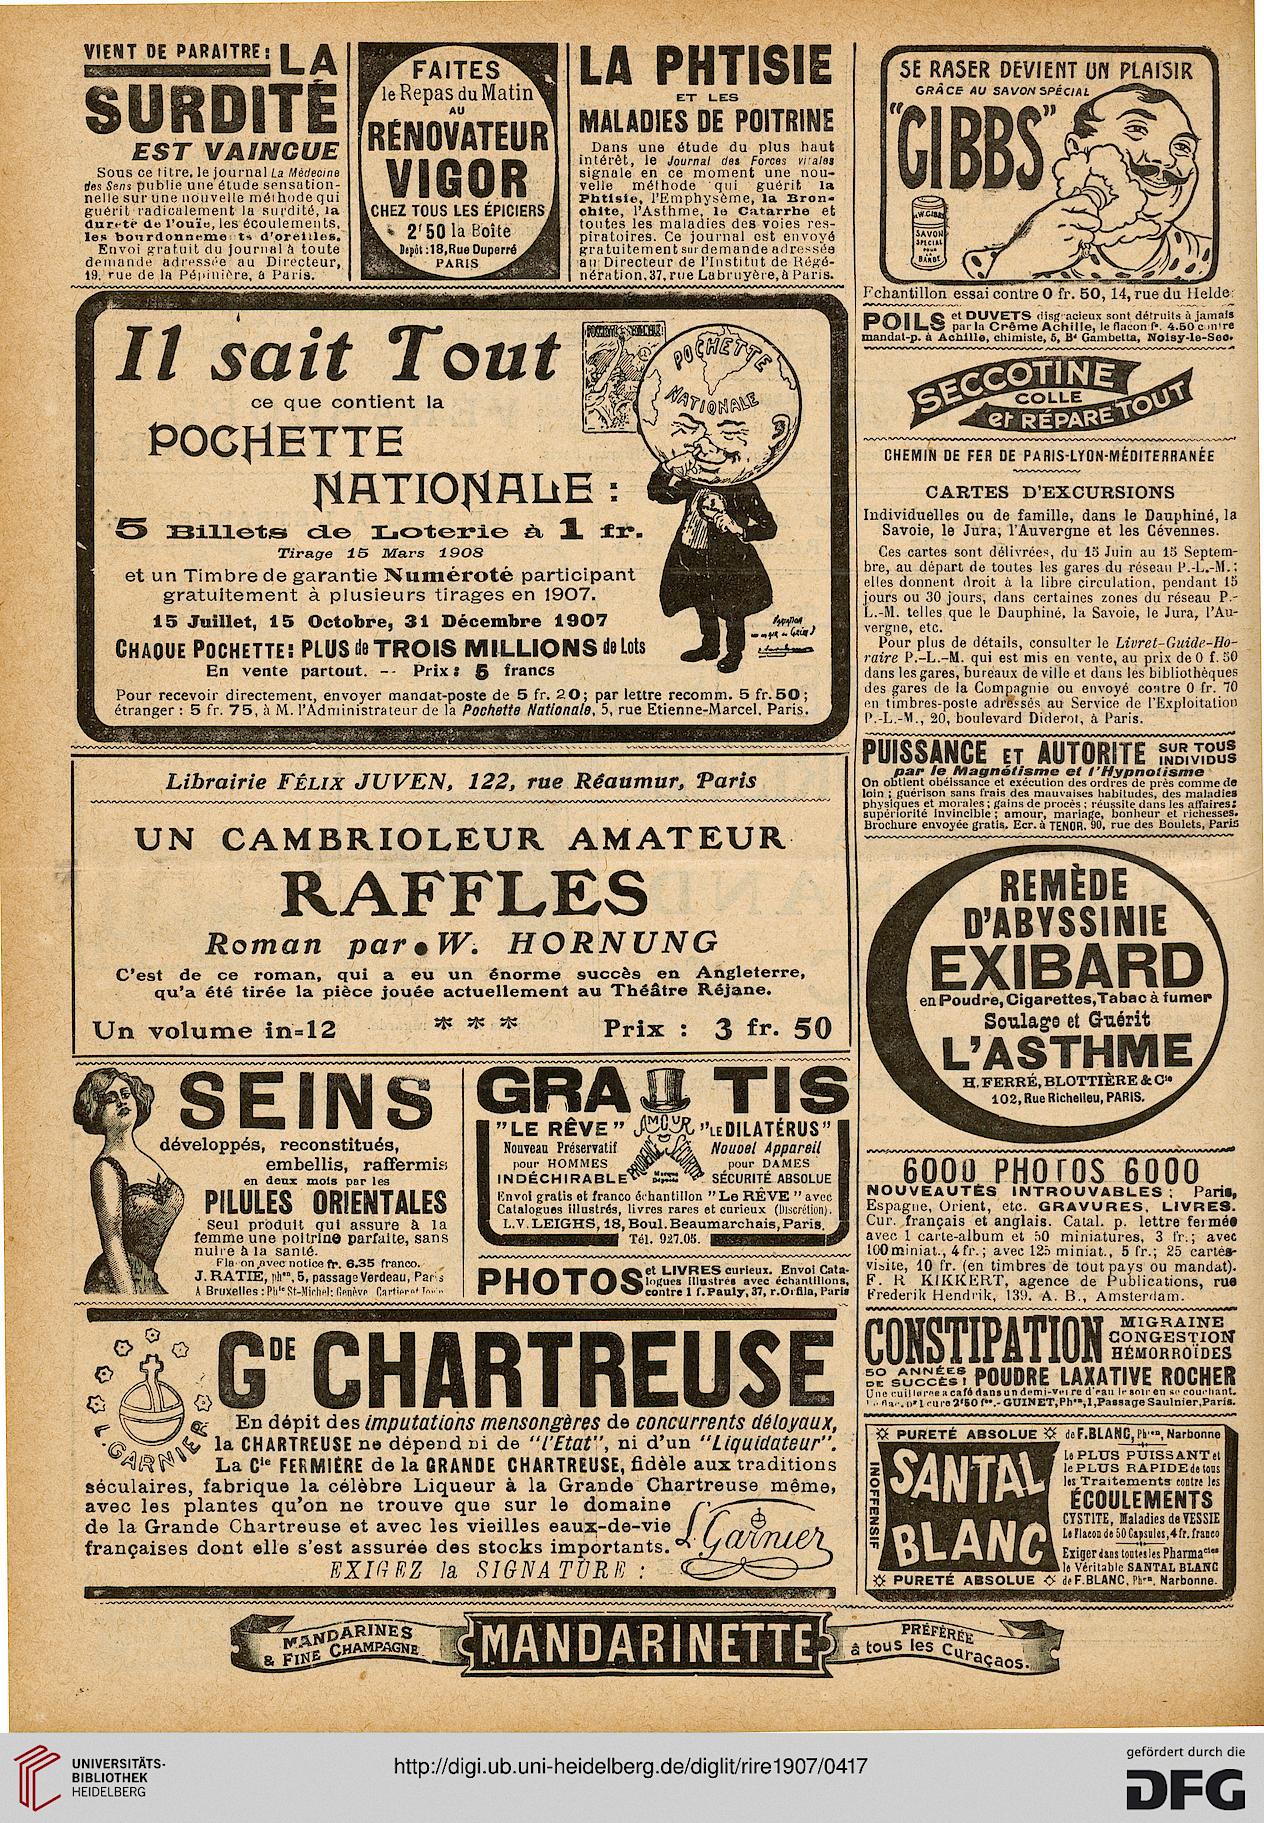 VIENT DE PARAITRE: LA
SURDITÉ
EST VAINCUE
Sous ce titre, le journal La Médecine
des Sens publie une étude sensation-
nelle sur une nouvelle méthode qui
guérit radicalement la surdité, la
dureté de l'ouïe, les écoulements,
les bourdonnements d'oreilles.
Envoi gratuit du journal à toute
demande adressée au Directeur,
19, rue de la Pépinière, à Paris.
FAITES
le Repas du Matin
AU
RÉNOVATEUR
VIGOR
CHEZ TOUS LES ÉPICIERS
2'50 la Boîte
Dépôt: 18, Rue Duperré
PARIS
LA PHTISIE
ET LES
MALADIES DE POITRINE
Dans une étude du plus haut
intérêt, le Journal des Forces vitales
signale en ce moment une nou-
velle méthode qui guérit la
Phtisie, l'Emphysème, la Bron-
chite, l'Asthme, le Catarrhe et
toutes les maladies des voies res-
piratoires. Ce journal est envoyé
gratuitement sur demande adressée
au Directeur de l'Institut de Régé-
nération, 37, rue Labruyère, à Paris.
Il sait Tout
ce que contient la
POCHETTE
NATIONALE :
5 Billets de Loterie à 1 fr.
Tirage 15 Mars 1908
et un Timbre de garantie Numéroté participant
gratuitement à plusieurs tirages en 1907.
15 Juillet, 15 Octobre, 31 Décembre 1907
CHAQUE POCHETTE: PLUS de TROIS MILLIONS de Lots
En vente partout. -- Prix: 5 francs
Pour recevoir directement, envoyer mandat-poste de 5 fr. 20; par lettre recomm. 5 fr. 50;
étranger : 5 fr. 75, à M. l'Administrateur de la Pochette Nationale, 5, rue Etienne-Marcel, Paris.
POCHETTE
NATIONALE
Librairie FÉLIX JUVEN, 122, rue Réaumur, Paris
UN CAMBRIOLEUR AMATEUR
RAFFLES
Roman par W. HORNUNG
C'est de ce roman, qui a eu un énorme succès en Angleterre,
qu'a été tirée la pièce jouée actuellement au Théâtre Réjane.
Un volume in=12 * * * Prix : 3 fr. 50
SEINS
développés, reconstitués,
embellis, raffermis
en deux mois par les
PILULES ORIENTALES
Seul produit qui assure à la
femme une poitrine parfaite, sans
nuire à la santé.
Flacon avec notice fr. 6.35 franco.
J. RATIE, phen, 5, passage Verdeau, Paris
A Bruxelles : Phie St-Michel; Genève
GRATIS
"LE RÊVE"
Nouveau Préservatif
pour HOMMES
INDÉCHIRABLE
AMOUR
PRUDENCE SÉCURITÉ
Marque Déposée
"LE DILATÉRUS"
Nouvel Appareil
pour DAMES
SÉCURITÉ ABSOLUE
Envoi gratis et franco échantillon "Le RÊVE" avec
Catalogues illustrés, livres rares et curieux (Discrétion).
L.V. LEIGHS, 18, Boul. Beaumarchais, Paris.
Tél. 927.05.
PHOTOS et LIVRES curieux. Envoi Cata-
logues illustrés avec échantillons,
contre 1 f. Pauly, 37, r. Orfila, Paris
GDE CHARTREUSE
L. GARNIER
En dépit des imputations mensongères de concurrents déloyaux,
la CHARTREUSE ne dépend ni de "l'Etat", ni d'un "Liquidateur".
La Cie FERMIÈRE de la GRANDE CHARTREUSE, fidèle aux traditions
séculaires, fabrique la célèbre Liqueur à la Grande Chartreuse même,
avec les plantes qu'on ne trouve que sur le domaine
de la Grande Chartreuse et avec les vieilles eaux-de-vie
françaises dont elle s'est assurée des stocks importants.
EXIGEZ la SIGNATURE :
L. Garnier
SE RASER DEVIENT UN PLAISIR
GRÂCE AU SAVON SPÉCIAL
"GIBBS"
D.&W. GIBBS
SAVON
SPÉCIAL
POUR
LA
BARBE
Echantillon essai contre 0 fr. 50, 14, rue du Helde.
POILS et DUVETS disgracieux sont détruits à jamais
par la Crême Achille, le flacon fo. 4.50 contre
mandat-p. à Achille, chimiste, 5, Bd Gambetta, Noisy-le-Sec.
SECCOTINE
COLLE
et RÉPARE TOUT
CHEMIN DE FER DE PARIS-LYON-MÉDITERRANÉE
CARTES D'EXCURSIONS
Individuelles ou de famille, dans le Dauphiné, la
Savoie, le Jura, l'Auvergne et les Cévennes.
Ces cartes sont délivrées, du 15 Juin au 15 Septem-
bre, au départ de toutes les gares du réseau P.-L.-M.;
elles donnent droit à la libre circulation, pendant 15
jours ou 30 jours, dans certaines zones du réseau P.-
L.-M. telles que le Dauphiné, la Savoie, le Jura, l'Au-
vergne, etc.
Pour plus de détails, consulter le Livret-Guide-Ho-
raire P.-L.-M. qui est mis en vente, au prix de 0 f. 50
dans les gares, bureaux de ville et dans les bibliothèques
des gares de la Compagnie ou envoyé contre 0 fr. 70
en timbres-poste adressés au Service de l'Exploitation
P.-L.-M., 20, boulevard Diderot, à Paris.
PUISSANCE ET AUTORITE SUR TOUS
INDIVIDUS
par le Magnétisme et l'Hypnotisme
On obtient obéissance et exécution des ordres de près comme de
loin ; guérison sans frais des mauvaises habitudes, des maladies
physiques et morales ; gains de procès ; réussite dans les affaires;
supériorité invincible ; amour, mariage, bonheur et richesses.
Brochure envoyée gratis. Ecr. à TENOR, 90, rue des Boulets, Paris
REMÈDE
D'ABYSSINIE
EXIBARD
en Poudre, Cigarettes, Tabac à fumer
Soulage et Guérit
L'ASTHME
H. FERRÉ, BLOTTIÈRE & Cie
102, Rue Richelieu, PARIS.
6000 PHOTOS 6000
NOUVEAUTÉS INTROUVABLES : Paris,
Espagne, Orient, etc. GRAVURES, LIVRES.
Cur. français et anglais. Catal. p. lettre fermée
avec 1 carte-album et 50 miniatures, 3 fr.; avec
100 miniat., 4 fr.; avec 125 miniat., 5 fr.; 25 cartes-
visite, 10 fr. (en timbres de tout pays ou mandat).
F. R KIKKERT, agence de Publications, rue
Frederik Hendrik, 139. A. B., Amsterdam.
CONSTIPATION MIGRAINE
CONGESTION
HÉMORROÏDES
50 ANNÉES
DE SUCCÈS! POUDRE LAXATIVE ROCHER
Une cuillerée à café dans un demi-verre d'eau le soir en se couchant.
2'50 fco.- GUINET, Phen, 1, Passage Saulnier, Paris.
PURETÉ ABSOLUE de F. BLANC, Phen, Narbonne
INOFFENSIF
SANTAL
BLANC
Le PLUS PUISSANT et
le PLUS RAPIDE de tous
les Traitements contre les
ÉCOULEMENTS
CYSTITE, Maladies de VESSIE
Le Flacon de 50 Capsules, 4 fr. franco
Exiger dans toutes les Pharmacies
le Véritable SANTAL BLANC
PURETÉ ABSOLUE de F. BLANC, Phen, Narbonne.
MANDARINES
& FINE CHAMPAGNE
MANDARINETTE
PRÉFÉRÉE
à tous les Curaçaos.
UNIVERSITÄTS-
BIBLIOTHEK
HEIDELBERG
http://digi.ub.uni-heidelberg.de/diglit/rire1907/0417
gefördert durch die
DFG